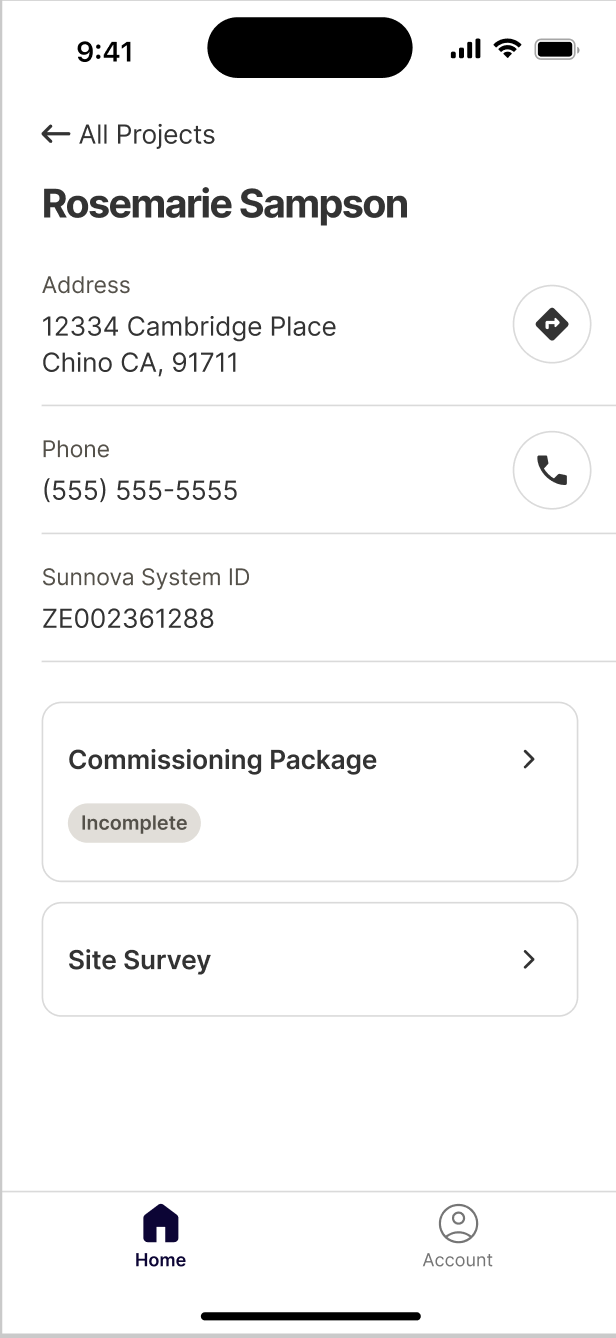 9:41
All Projects
Rosemarie Sampson
Address
12334 Cambridge Place
Chino CA, 91711
Phone
(555) 555-5555
Sunnova System ID
ZE002361288
Commissioning Package
Incomplete
Site Survey
Home
Account